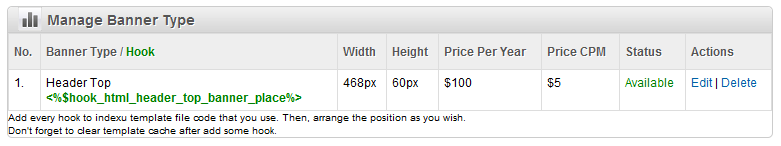 Manage Banner Type
No. Banner Type / Hook Width Height Price Per Year Price CPM Status Actions
1. Header Top 468px 60px $100 $5 Available Edit | Delete
<%$hook_html_header_top_banner_place%>
Add every hook to indexu template file code that you use. Then, arrange the position as you wish.
Don't forget to clear template cache after add some hook.